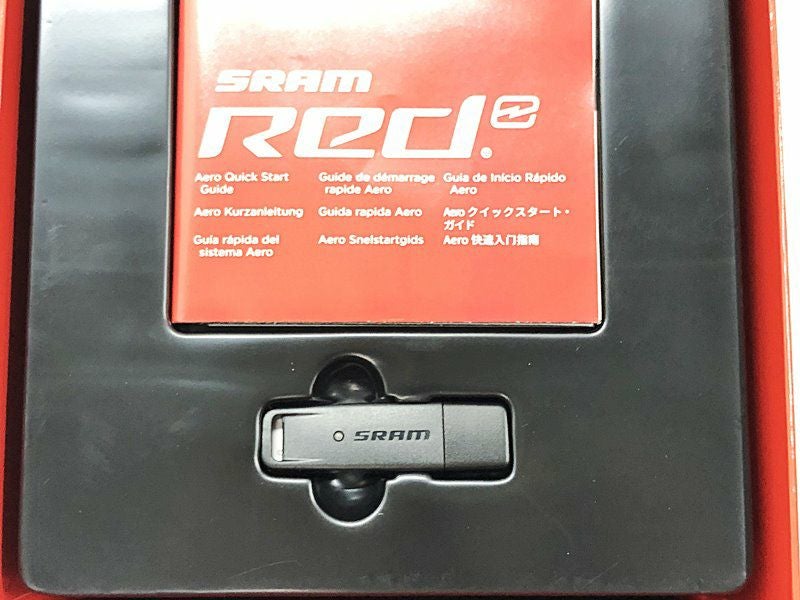 SRAM
Red
e
Aero Quick Start
Guide
Guide de démarrage
rapide Aero
Guia de Início Rápido
Aero
Aero Kurzanleitung
Guida rapida Aero
Aero クイックスタート・
ガイド
Guía rápida del
sistema Aero
Aero Snelstartgids
Aero 快速入门指南
SRAM